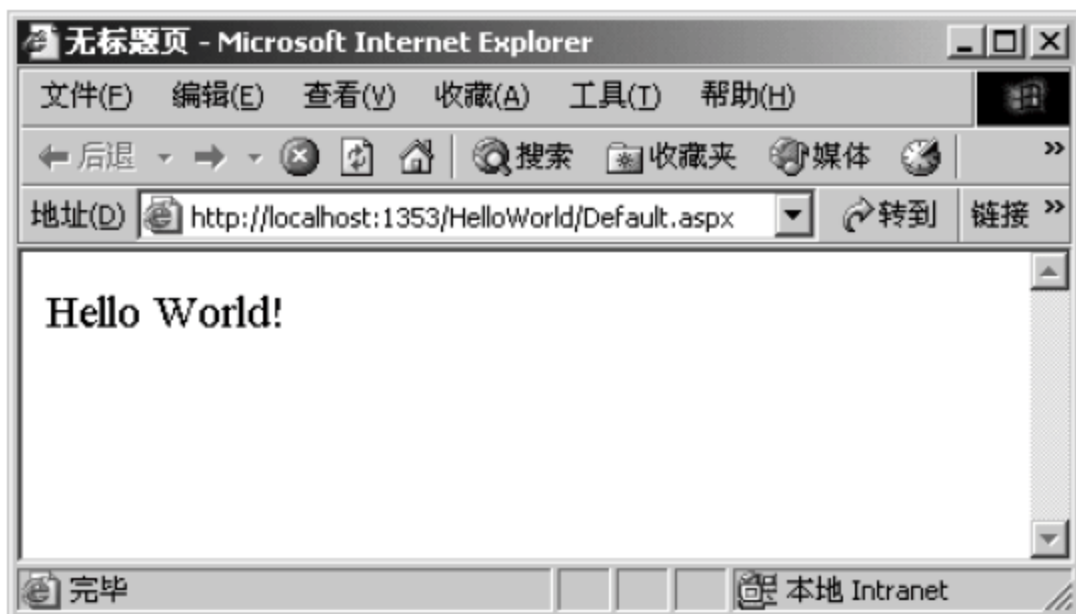 无标题页 - Microsoft Internet Explorer
文件(F) 编辑(E) 查看(V) 收藏(A) 工具(T) 帮助(H)
后退 搜索 收藏夹 媒体 »
地址(D) http://localhost:1353/HelloWorld/Default.aspx 转到 链接 »
Hello World!
完毕 本地 Intranet